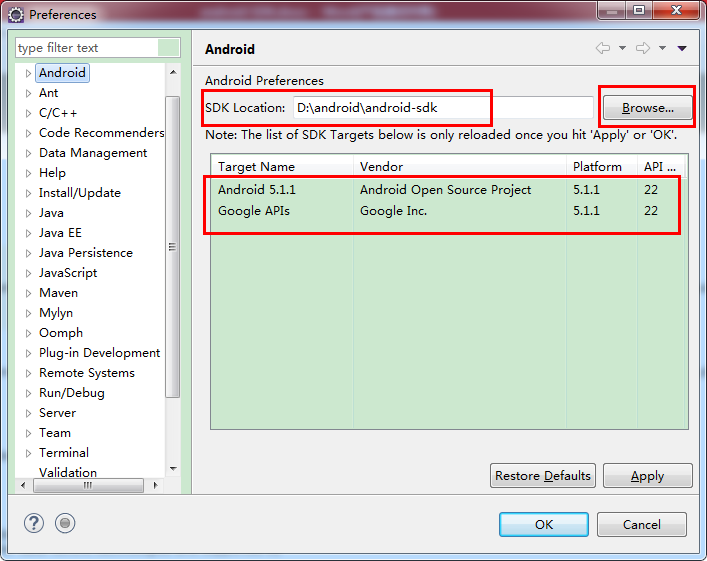 Preferences
type filter text
Android
Ant
C/C++
Code Recommenders
Data Management
Help
Install/Update
Java
Java EE
Java Persistence
JavaScript
Maven
Mylyn
Oomph
Plug-in Development
Remote Systems
Run/Debug
Server
Team
Terminal
Validation
Android
Android Preferences
SDK Location: D:\android\android-sdk Browse...
Note: The list of SDK Targets below is only reloaded once you hit 'Apply' or 'OK'.
Target Name Vendor Platform API ...
Android 5.1.1 Android Open Source Project 5.1.1 22
Google APIs Google Inc. 5.1.1 22
Restore Defaults Apply
? OK Cancel